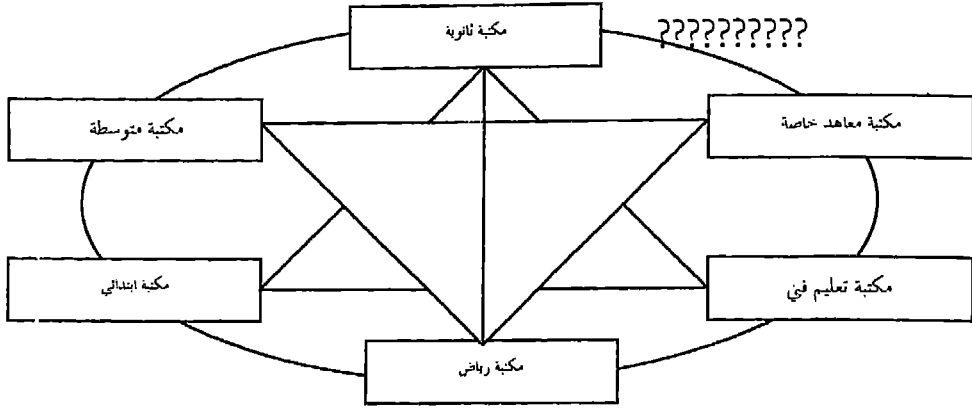 مكتبة ثانوية
??????????
مكتبة متوسطة
مكتبة معاهد خاصة
مكتبة ابتدائي
مكتبة تعليم فني
مكتبة رياض